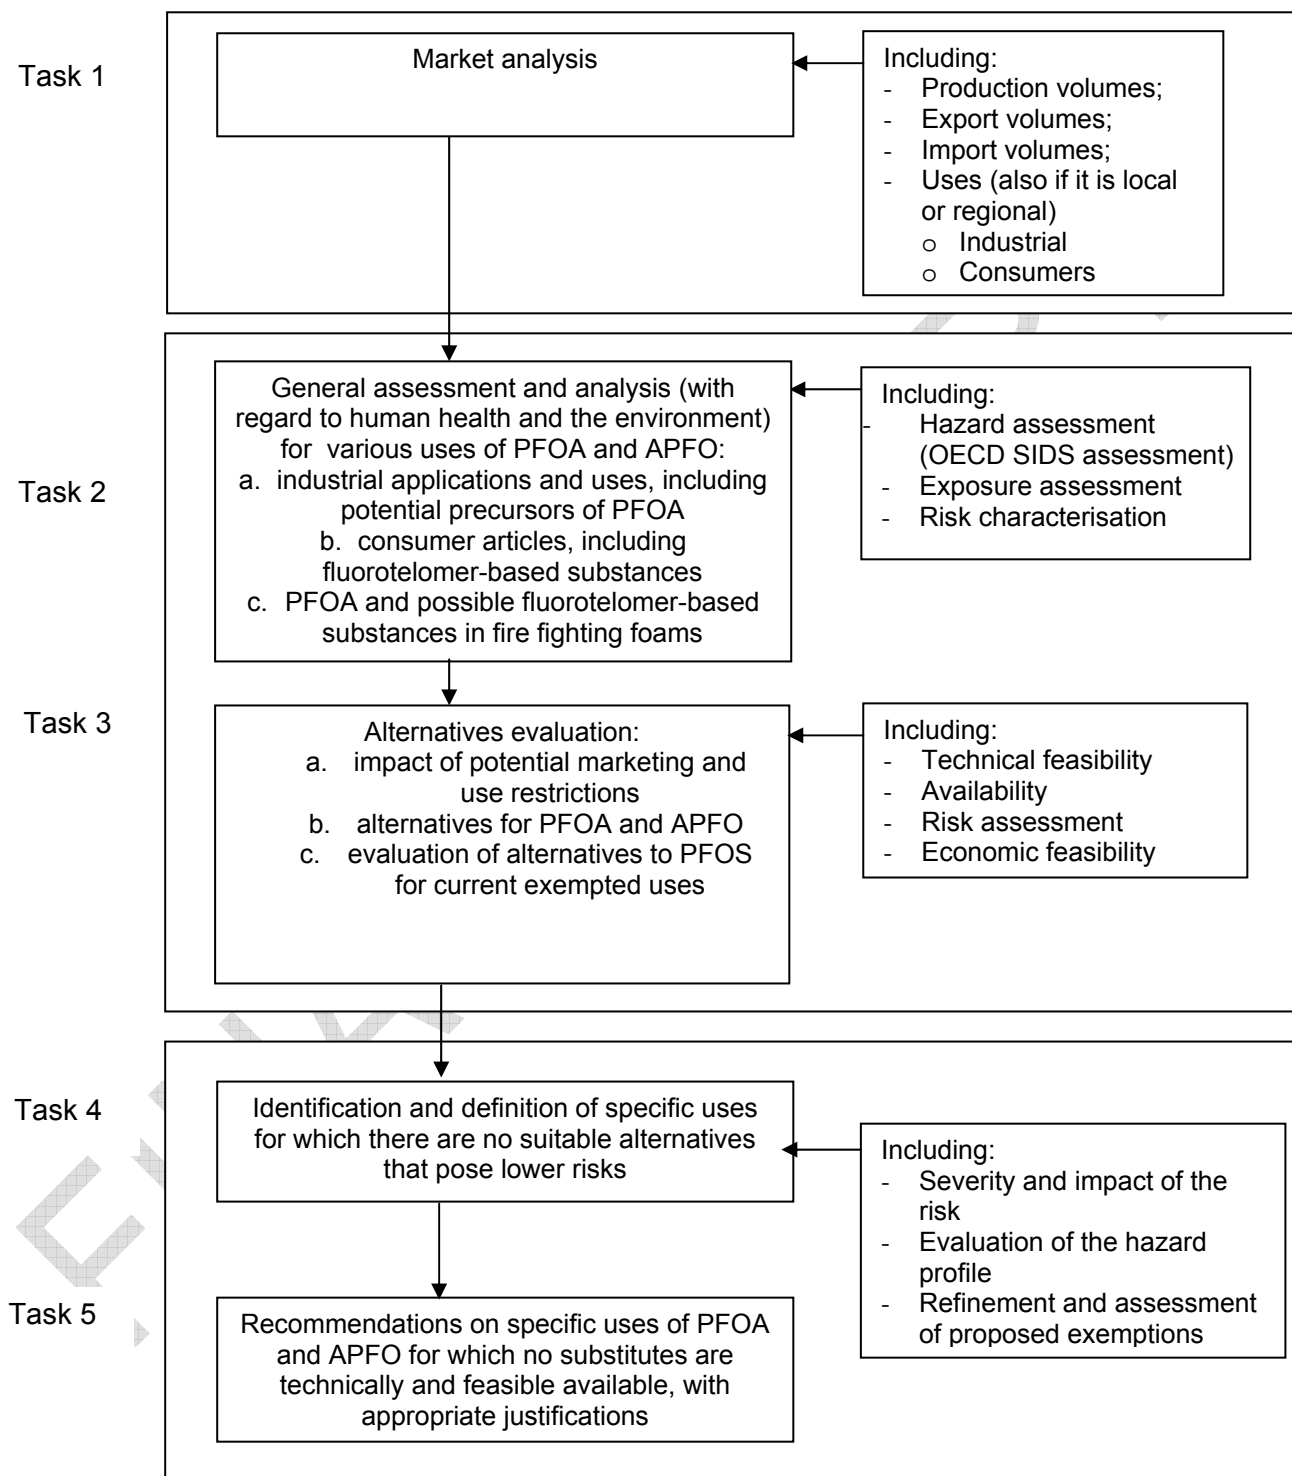 Task 1
Market analysis
Including:
- Production volumes;
- Export volumes;
- Import volumes;
- Uses (also if it is local
or regional)
o Industrial
o Consumers
Task 2
General assessment and analysis (with
regard to human health and the environment)
for various uses of PFOA and APFO:
a. industrial applications and uses, including
potential precursors of PFOA
b. consumer articles, including
fluorotelomer-based substances
c. PFOA and possible fluorotelomer-based
substances in fire fighting foams
Including:
- Hazard assessment
(OECD SIDS assessment)
- Exposure assessment
- Risk characterisation
Task 3
Alternatives evaluation:
a. impact of potential marketing and
use restrictions
b. alternatives for PFOA and APFO
c. evaluation of alternatives to PFOS
for current exempted uses
Including:
- Technical feasibility
- Availability
- Risk assessment
- Economic feasibility
Task 4
Identification and definition of specific uses
for which there are no suitable alternatives
that pose lower risks
Including:
- Severity and impact of the
risk
- Evaluation of the hazard
profile
- Refinement and assessment
of proposed exemptions
Task 5
Recommendations on specific uses of PFOA
and APFO for which no substitutes are
technically and feasible available, with
appropriate justifications